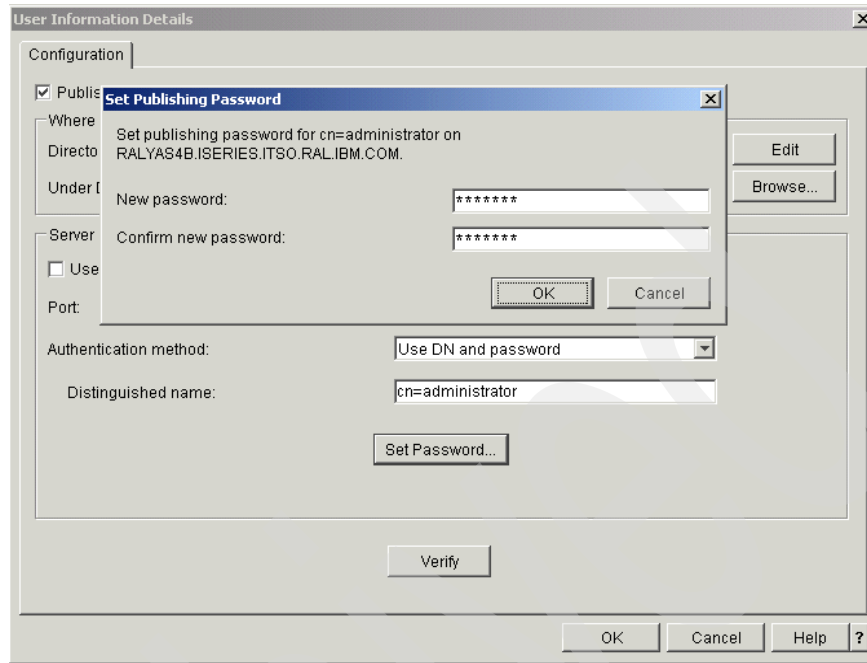 User Information Details
Configuration
Publis
Set Publishing Password
Set publishing password for cn=administrator on
RALYAS4B.ISERIES.ITSO.RAL.IBM.COM.
New password: *******
Confirm new password: *******
OK Cancel
Where
Directo
Edit
Under D
Browse...
Server
Use
Port:
Authentication method: Use DN and password
Distinguished name: cn=administrator
Set Password...
Verify
OK Cancel Help ?